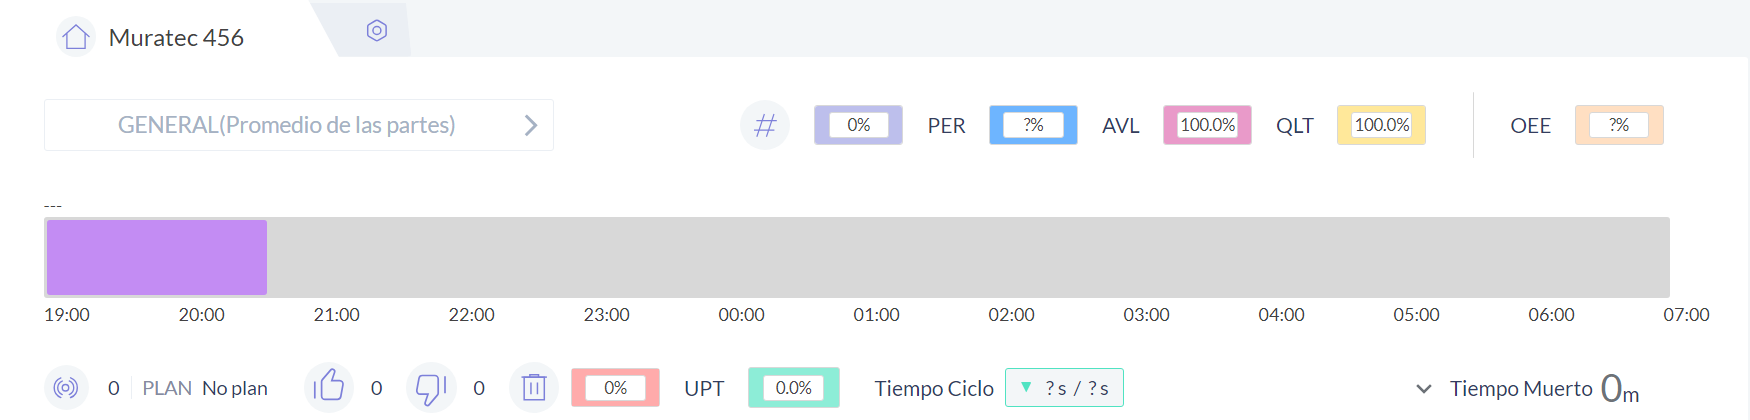 Muratec 456
GENERAL(Promedio de las partes)
# 0% PER ?% AVL 100.0% QLT 100.0% OEE ?%
---
19:00 20:00 21:00 22:00 23:00 00:00 01:00 02:00 03:00 04:00 05:00 06:00 07:00
0 PLAN No plan 0 0 0% UPT 0.0% Tiempo Ciclo ▼ ?s / ?s Tiempo Muerto 0m